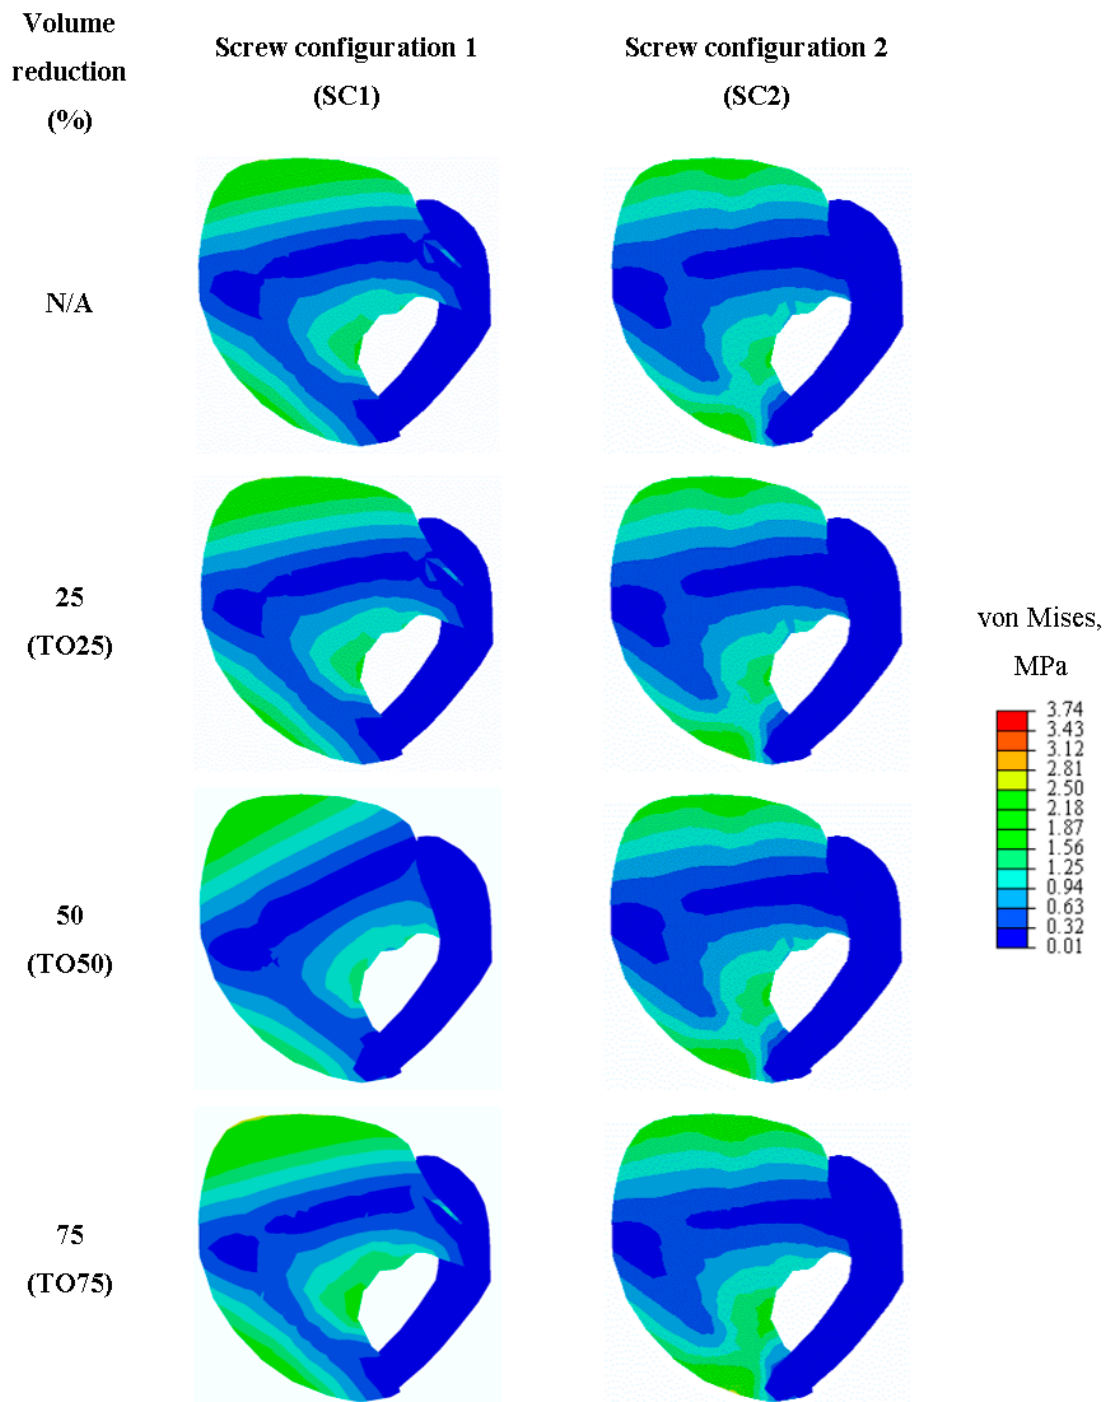 Volume
reduction
(%)
Screw configuration 1
(SC1)
Screw configuration 2
(SC2)
N/A
25
(TO25)
50
(TO50)
75
(TO75)
von Mises,
MPa
3.74
3.43
3.12
2.81
2.50
2.18
1.87
1.56
1.25
0.94
0.63
0.32
0.01